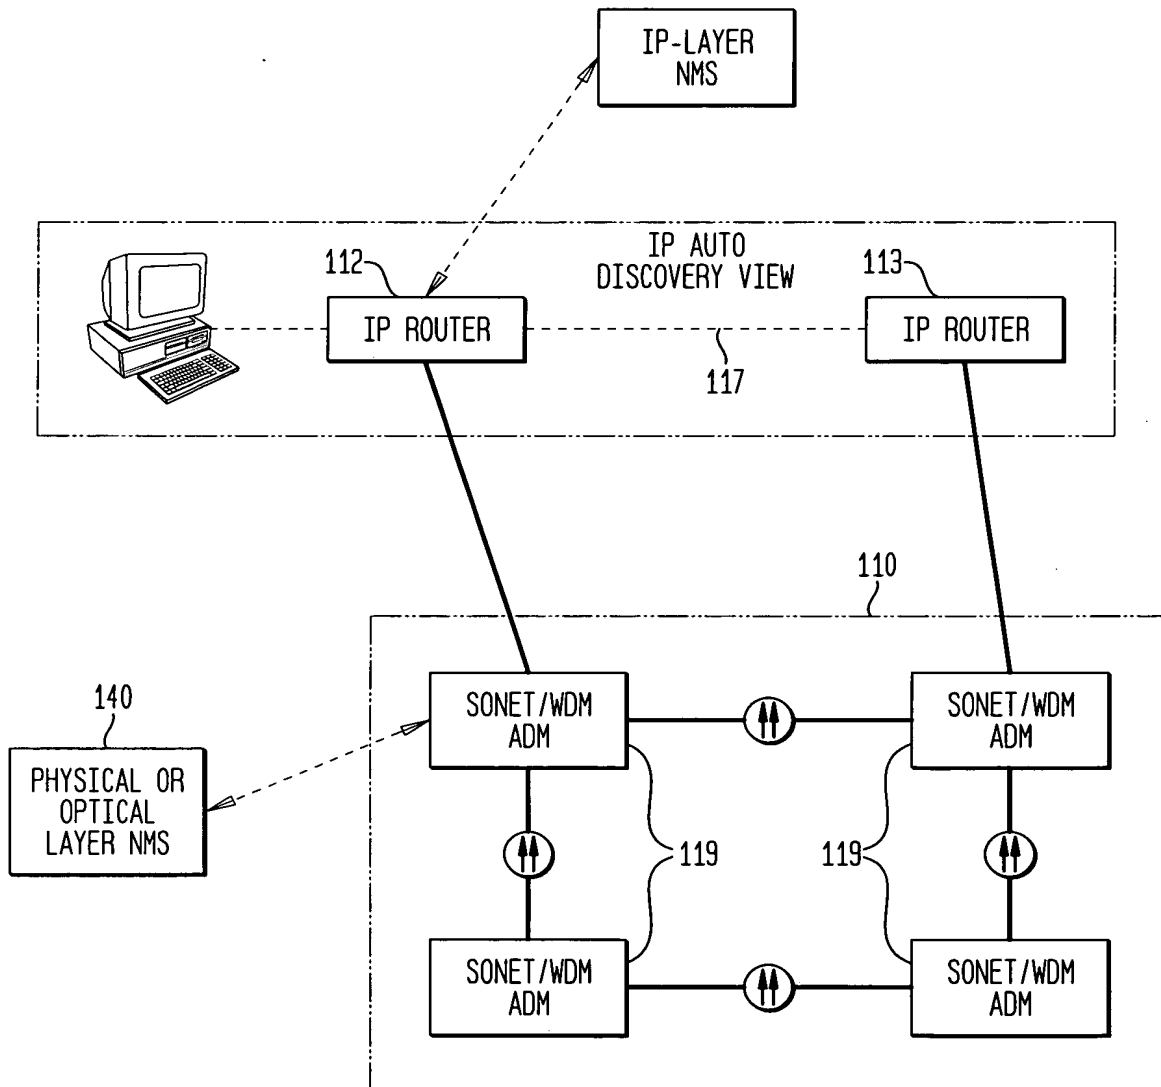 IP-LAYER
NMS
IP AUTO
DISCOVERY VIEW
112
113
IP ROUTER
IP ROUTER
117
110
140
SONET/WDM
ADM
SONET/WDM
ADM
PHYSICAL OR
OPTICAL
LAYER NMS
119
119
SONET/WDM
ADM
SONET/WDM
ADM